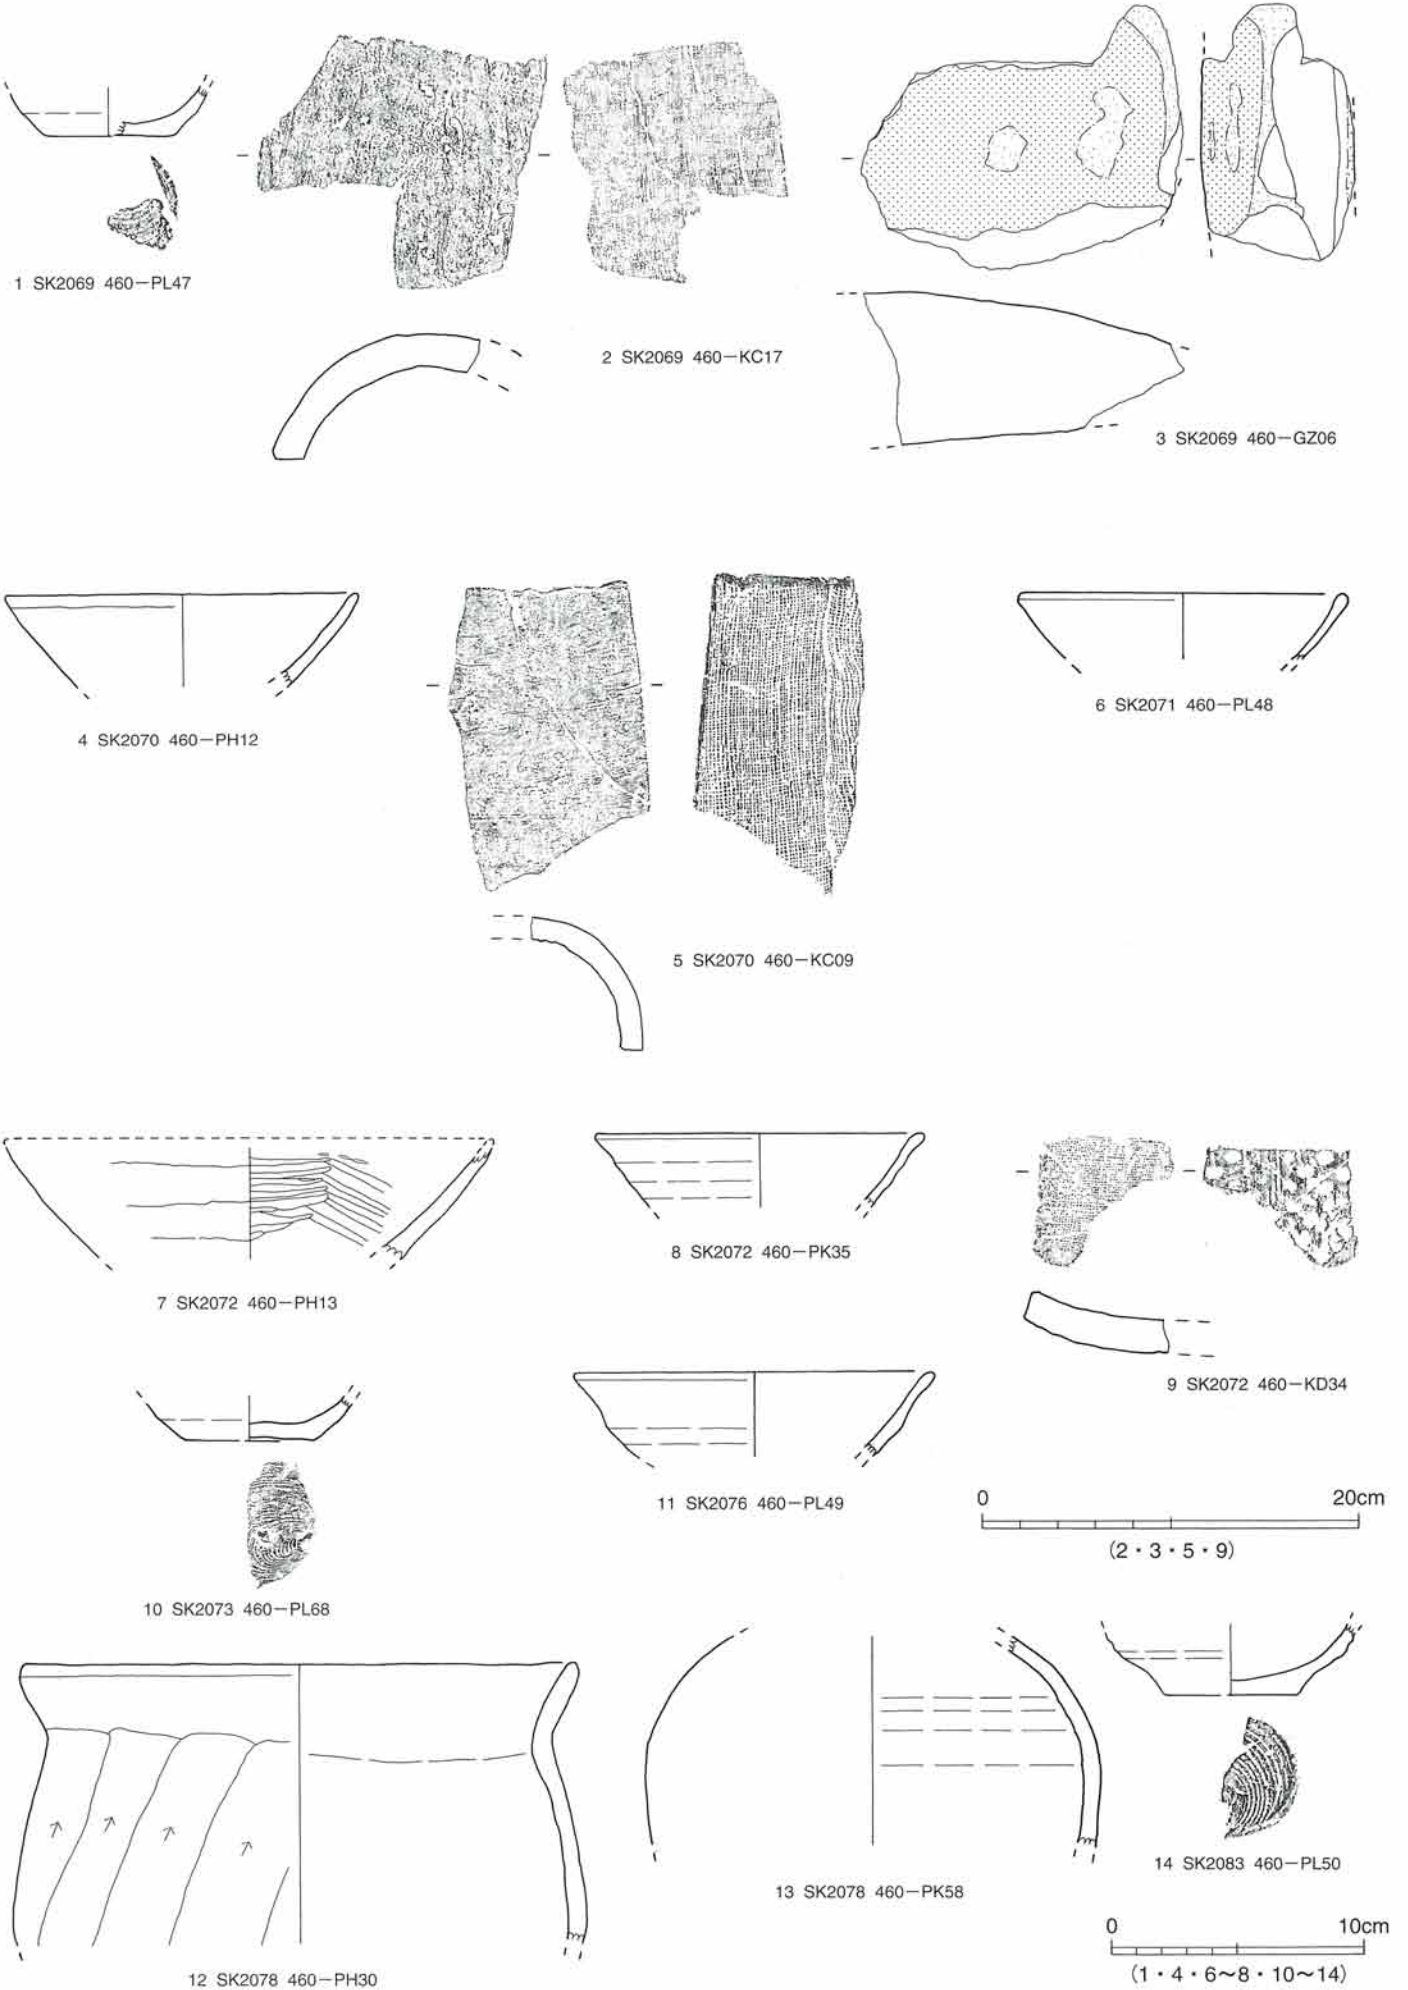 1 SK2069 460-PL47
2 SK2069 460-KC17
3 SK2069 460-GZ06
4 SK2070 460-PH12
5 SK2070 460-KC09
6 SK2071 460-PL48
7 SK2072 460-PH13
8 SK2072 460-PK35
9 SK2072 460-KD34
10 SK2073 460-PL68
11 SK2076 460-PL49
0 20cm
(2・3・5・9)
12 SK2078 460-PH30
13 SK2078 460-PK58
14 SK2083 460-PL50
0 10cm
(1・4・6~8・10~14)